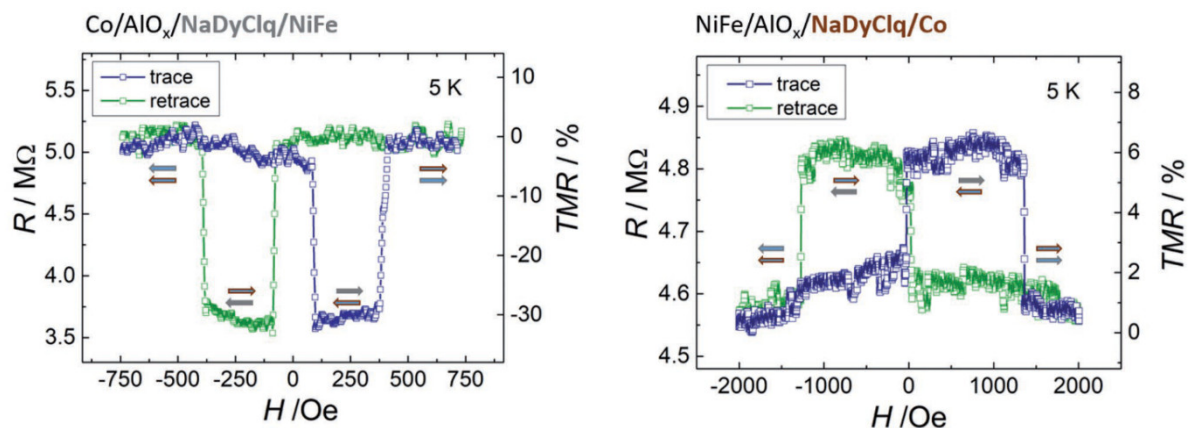 Co/AlOₓ/NaDyClq/NiFe
trace
retrace
5 K
5.5
5.0
4.5
4.0
3.5
R / MΩ
10
0
-10
-20
-30
TMR / %
-750 -500 -250 0 250 500 750
H /Oe
NiFe/AlOₓ/NaDyClq/Co
trace
retrace
5 K
4.9
4.8
4.7
4.6
4.5
R / MΩ
8
6
4
2
0
TMR / %
-2000 -1000 0 1000 2000
H /Oe